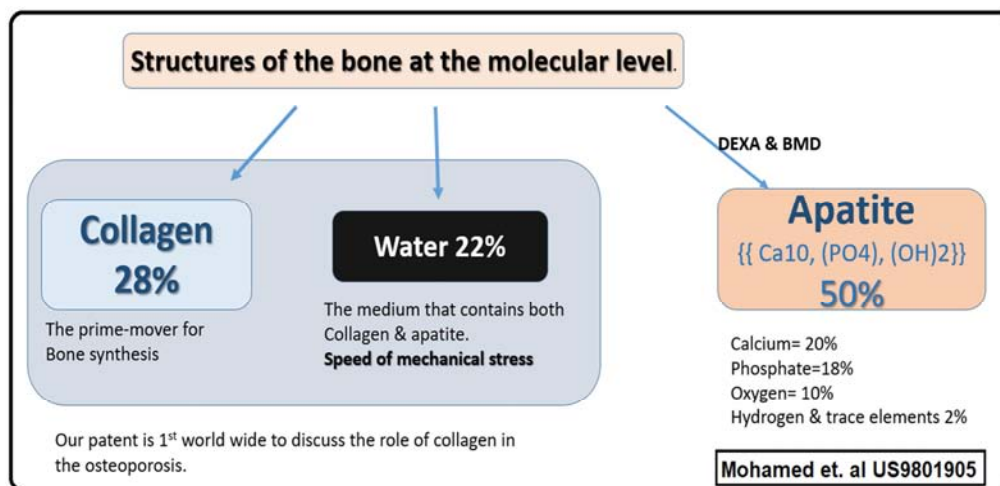 Structures of the bone at the molecular level.
DEXA & BMD
Collagen
28%
The prime-mover for
Bone synthesis
Water 22%
The medium that contains both
Collagen & apatite.
Speed of mechanical stress
Apatite
{{ Ca10, (PO4), (OH)2}}
50%
Calcium= 20%
Phosphate=18%
Oxygen= 10%
Hydrogen & trace elements 2%
Our patent is 1st world wide to discuss the role of collagen in
the osteoporosis.
Mohamed et. al US9801905